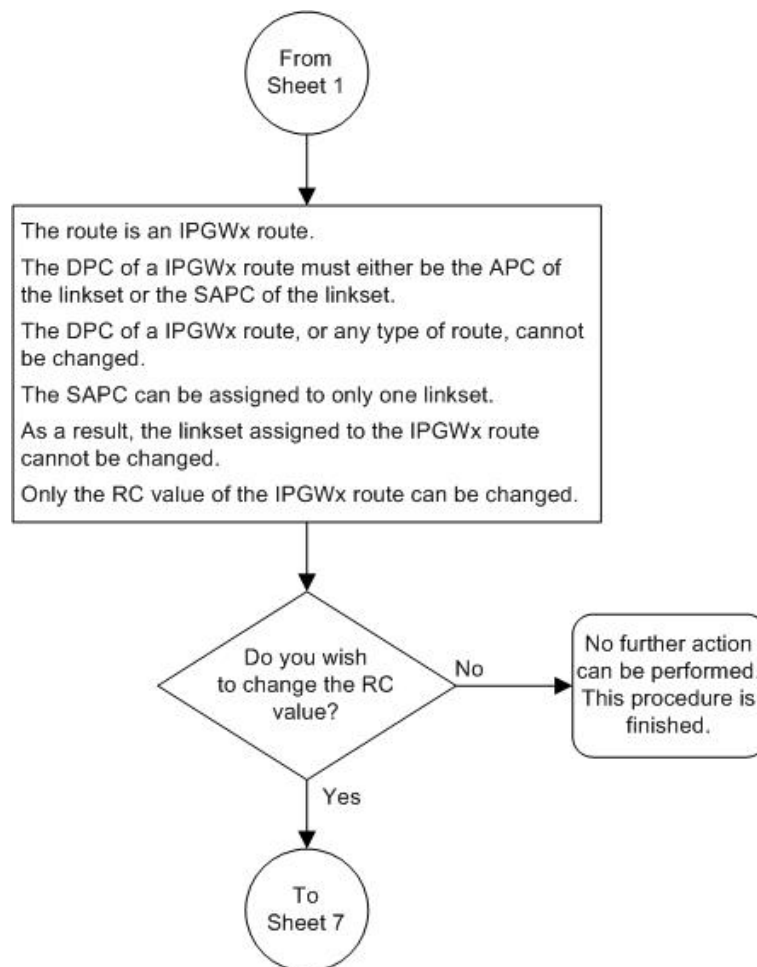 From
Sheet 1
The route is an IPGWx route.
The DPC of a IPGWx route must either be the APC of
the linkset or the SAPC of the linkset.
The DPC of a IPGWx route, or any type of route, cannot
be changed.
The SAPC can be assigned to only one linkset.
As a result, the linkset assigned to the IPGWx route
cannot be changed.
Only the RC value of the IPGWx route can be changed.
Do you wish
to change the RC
value?
No
No further action
can be performed.
This procedure is
finished.
Yes
To
Sheet 7